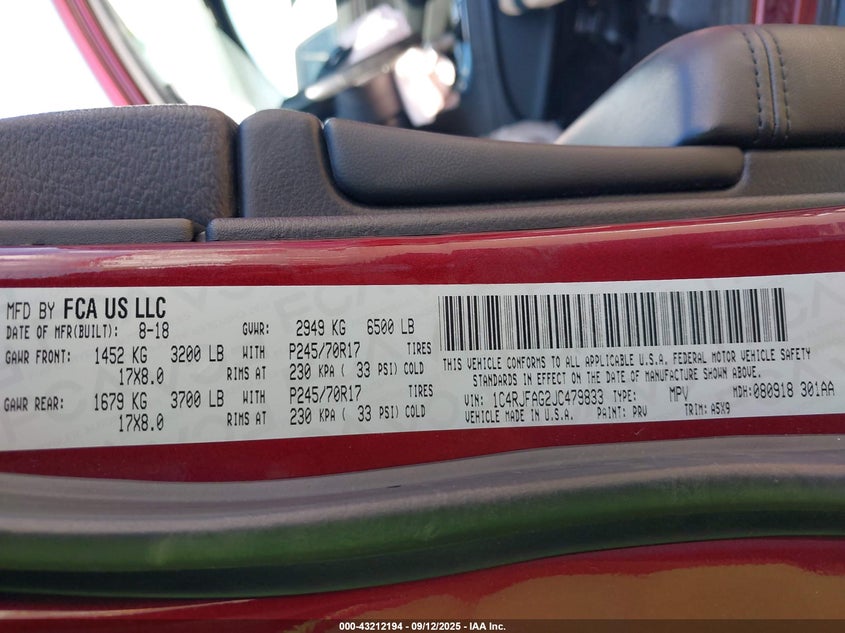 MFD BY FCA US LLC
DATE OF MFR(BUILT): 8-18 GVWR: 2949 KG 6500 LB
GAWR FRONT: 1452 KG 3200 LB WITH P245/70R17 TIRES
17X8.0 RIMS AT 230 KPA ( 33 PSI) COLD
GAWR REAR: 1679 KG 3700 LB WITH P245/70R17 TIRES
17X8.0 RIMS AT 230 KPA ( 33 PSI) COLD
THIS VEHICLE CONFORMS TO ALL APPLICABLE U.S.A. FEDERAL MOTOR VEHICLE SAFETY
STANDARDS IN EFFECT ON THE DATE OF MANUFACTURE SHOWN ABOVE.
VIN: 1C4RJFAG2JC479833 TYPE: MPV MDH:080918 301AA
VEHICLE MADE IN U.S.A. PAINT: PRV TRIM: A5X9
000-43212194 - 09/12/2025 - IAA Inc.